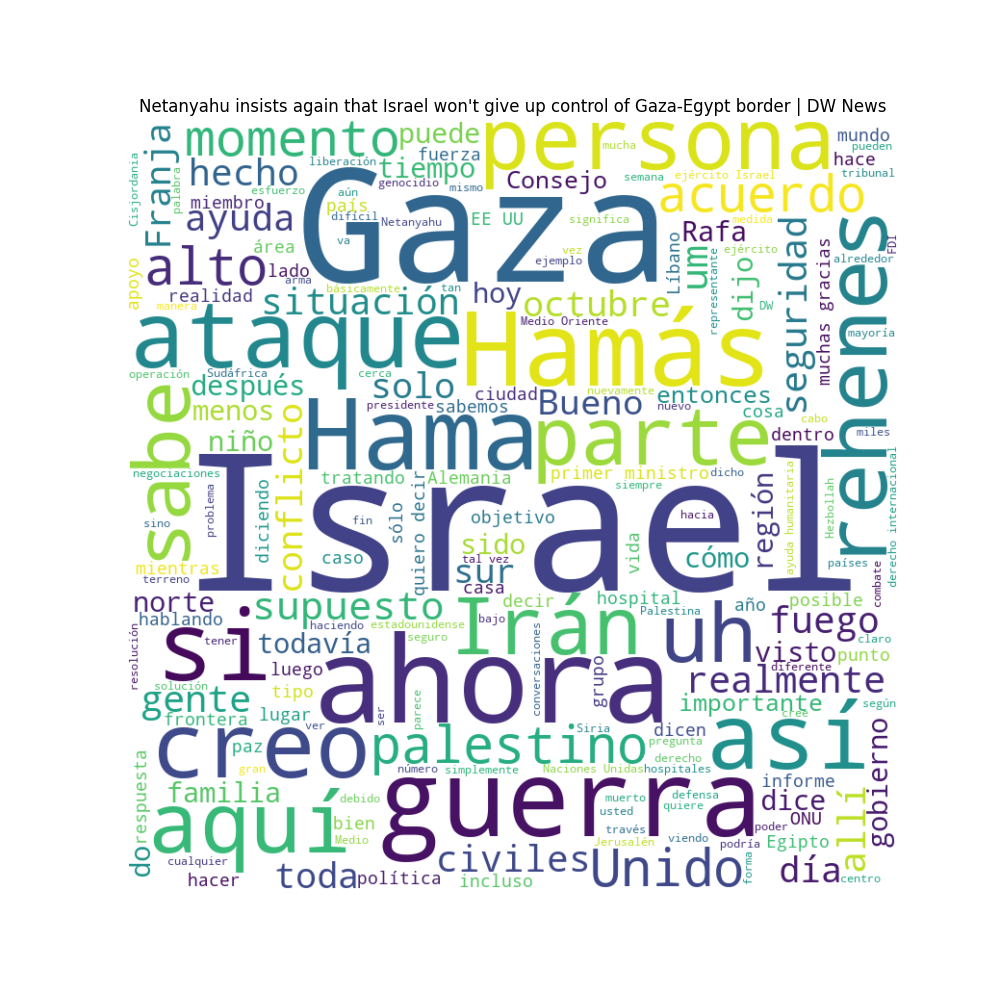 Netanyahu insists again that Israel won't give up control of Gaza-Egypt border | DW News
Cisjordania
palabra
Franja
momento
puede
persona
mucha
mundo
pueden
liberación
fuerza
tiempo
hecho
esfuerzo
genocidio
mismo
Consejo
semana
ejército Israel
hace
tribunal
miembro
aún
país
acuerdo
medida
ayuda
difícil
Netanyahu
EE UU
significa
Rafa
Gaza
área
va
ejemplo
vez
Líbano
um
dijo
ejército
seguridad
FDI
alto
lado
arma
representante
DW
alrededor
apoyo
realidad
básicamente
tan
hoy
octubre
muchas gracias
rehenes
manera
situación
Medio Oriente
mayoría
ataque
Hamás
operación
Sudáfrica
cerca
después
solo
ciudad
nuevamente
entonces
sabe
menos
presidente
sabemos
Bueno
nuevo
cosa
cabo
miles
niño
conflicto
Hama
parte
dentro
negociaciones
tratando
Alemania
primer ministro
dicho
siempre
región
ayuda humanitaria
Hezbollah
derecho internacional
problema
diciendo
Israel
sino
fin
sólo
quiero decir
objetivo
hacia
mientras
caso
sido
tal vez
vida
cómo
países
terreno
sur
casa
combate
norte
supuesto
Irán
decir
hospital
Palestina
año
posible
hablando
haciendo
estadounidense
bajo
uh
fuego
resolución
si
tener
todavía
seguro
conversaciones
visto
punto
claro
luego
ahora
grupo
diferente
solución
tipo
realmente
según
gente
ser
parece
importante
cree
frontera
lugar
ver
Siria
dicen
así
creo
paz
palestino
pregunta
derecho
gobierno
respuesta
gran
número
simplemente
Naciones Unidas
hospitales
informe
familia
debido
guerra
muerto
defensa
quiere
dice
allí
aquí
bien
usted
ONU
poder
Medio
través
viendo
Jerusalén
podría
Egipto
do
cualquier
civiles
Unido
forma
día
hacer
toda
política
incluso
centro